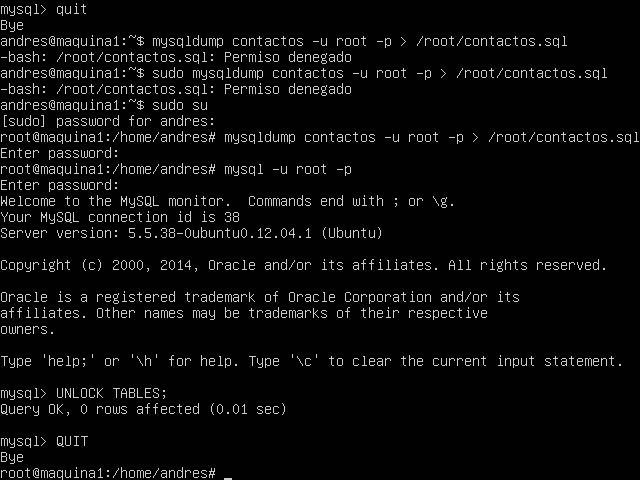 mysql> quit
Bye
andres@maquina1:~$ mysqldump contactos -u root -p > /root/contactos.sql
-bash: /root/contactos.sql: Permiso denegado
andres@maquina1:~$ sudo mysqldump contactos -u root -p > /root/contactos.sql
-bash: /root/contactos.sql: Permiso denegado
andres@maquina1:~$ sudo su
[sudo] password for andres:
root@maquina1:/home/andres# mysqldump contactos -u root -p > /root/contactos.sql
Enter password:
root@maquina1:/home/andres# mysql -u root -p
Enter password:
Welcome to the MySQL monitor.  Commands end with ; or \g.
Your MySQL connection id is 38
Server version: 5.5.38-0ubuntu0.12.04.1 (Ubuntu)
Copyright (c) 2000, 2014, Oracle and/or its affiliates. All rights reserved.
Oracle is a registered trademark of Oracle Corporation and/or its
affiliates. Other names may be trademarks of their respective
owners.
Type 'help;' or '\h' for help. Type '\c' to clear the current input statement.
mysql> UNLOCK TABLES;
Query OK, 0 rows affected (0.01 sec)
mysql> QUIT
Bye
root@maquina1:/home/andres# _